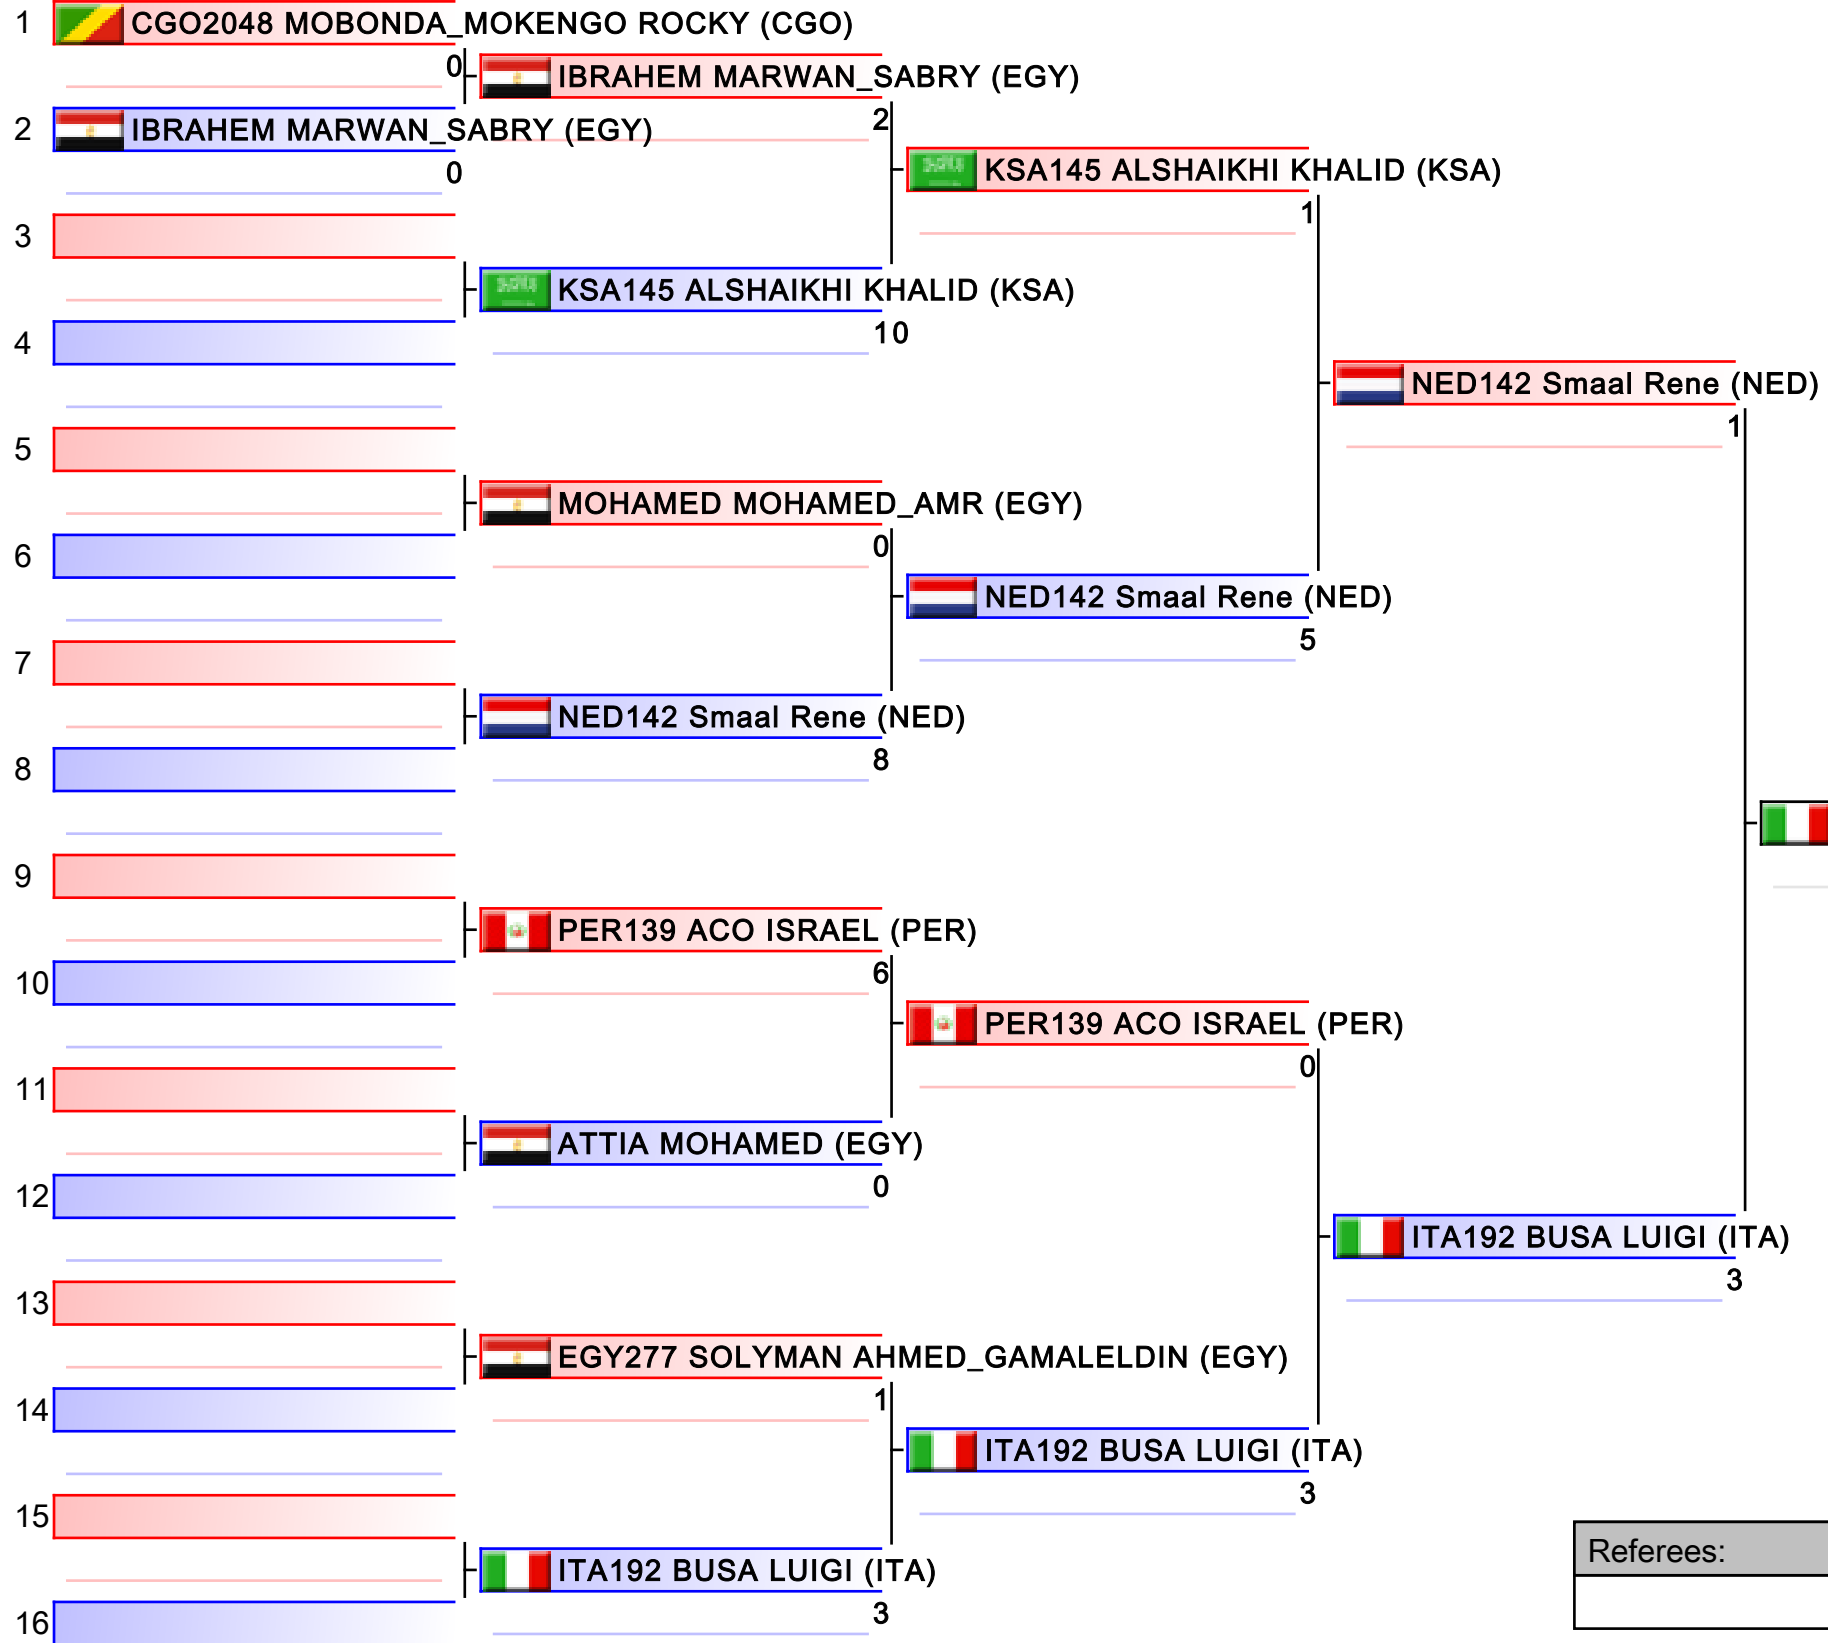 1 CGO2048 MOBONDA_MOKENGO ROCKY (CGO)
0
IBRAHEM MARWAN_SABRY (EGY)
2
2 IBRAHEM MARWAN_SABRY (EGY)
0
KSA145 ALSHAIKHI KHALID (KSA)
1
3
KSA145 ALSHAIKHI KHALID (KSA)
10
4
NED142 Smaal Rene (NED)
1
5
MOHAMED MOHAMED_AMR (EGY)
0
6
NED142 Smaal Rene (NED)
5
7
NED142 Smaal Rene (NED)
8
8
9
PER139 ACO ISRAEL (PER)
6
10
PER139 ACO ISRAEL (PER)
0
11
ATTIA MOHAMED (EGY)
0
12
ITA192 BUSA LUIGI (ITA)
3
13
EGY277 SOLYMAN AHMED_GAMALELDIN (EGY)
1
14
ITA192 BUSA LUIGI (ITA)
3
15
Referees:
ITA192 BUSA LUIGI (ITA)
3
16